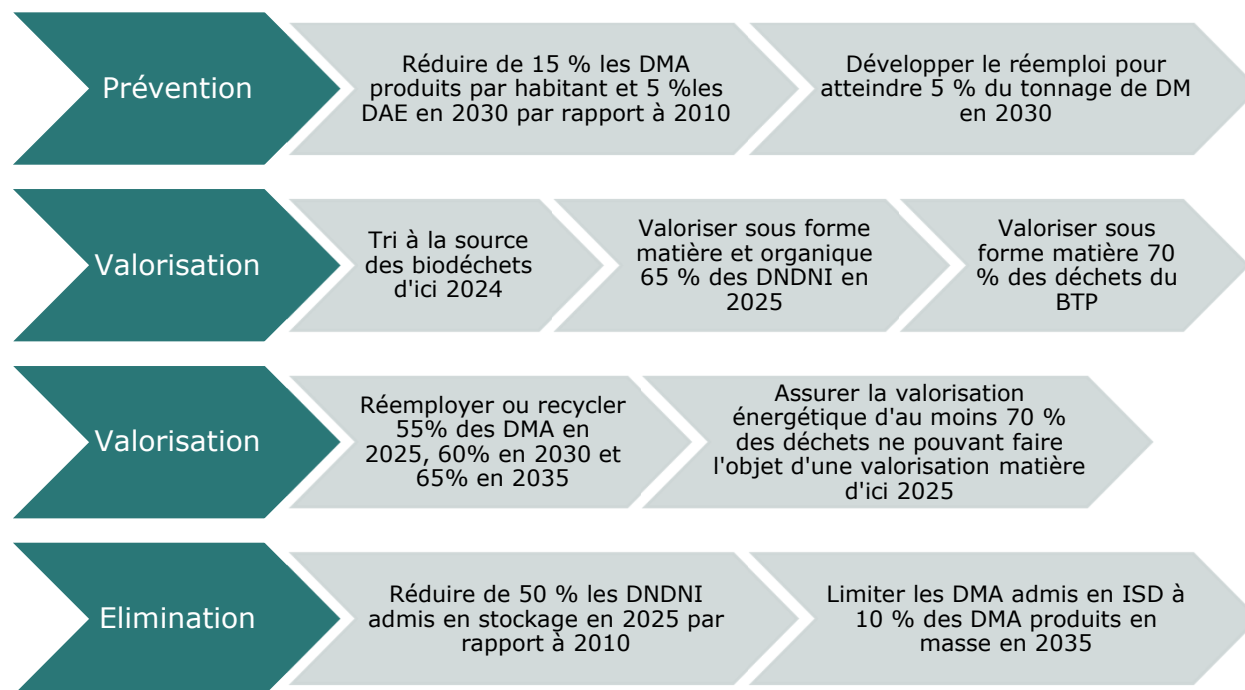 Prévention
Réduire de 15 % les DMA
produits par habitant et 5 %les
DAE en 2030 par rapport à 2010
Développer le réemploi pour
atteindre 5 % du tonnage de DM
en 2030
Valorisation
Tri à la source
des biodéchets
d'ici 2024
Valoriser sous forme
matière et organique
65 % des DNDNI en
2025
Valoriser sous
forme matière 70
% des déchets du
BTP
Valorisation
Réemployer ou recycler
55% des DMA en
2025, 60% en 2030 et
65% en 2035
Assurer la valorisation
énergétique d'au moins 70 %
des déchets ne pouvant faire
l'objet d'une valorisation matière
d'ici 2025
Elimination
Réduire de 50 % les DNDNI
admis en stockage en 2025 par
rapport à 2010
Limiter les DMA admis en ISD à
10 % des DMA produits en
masse en 2035